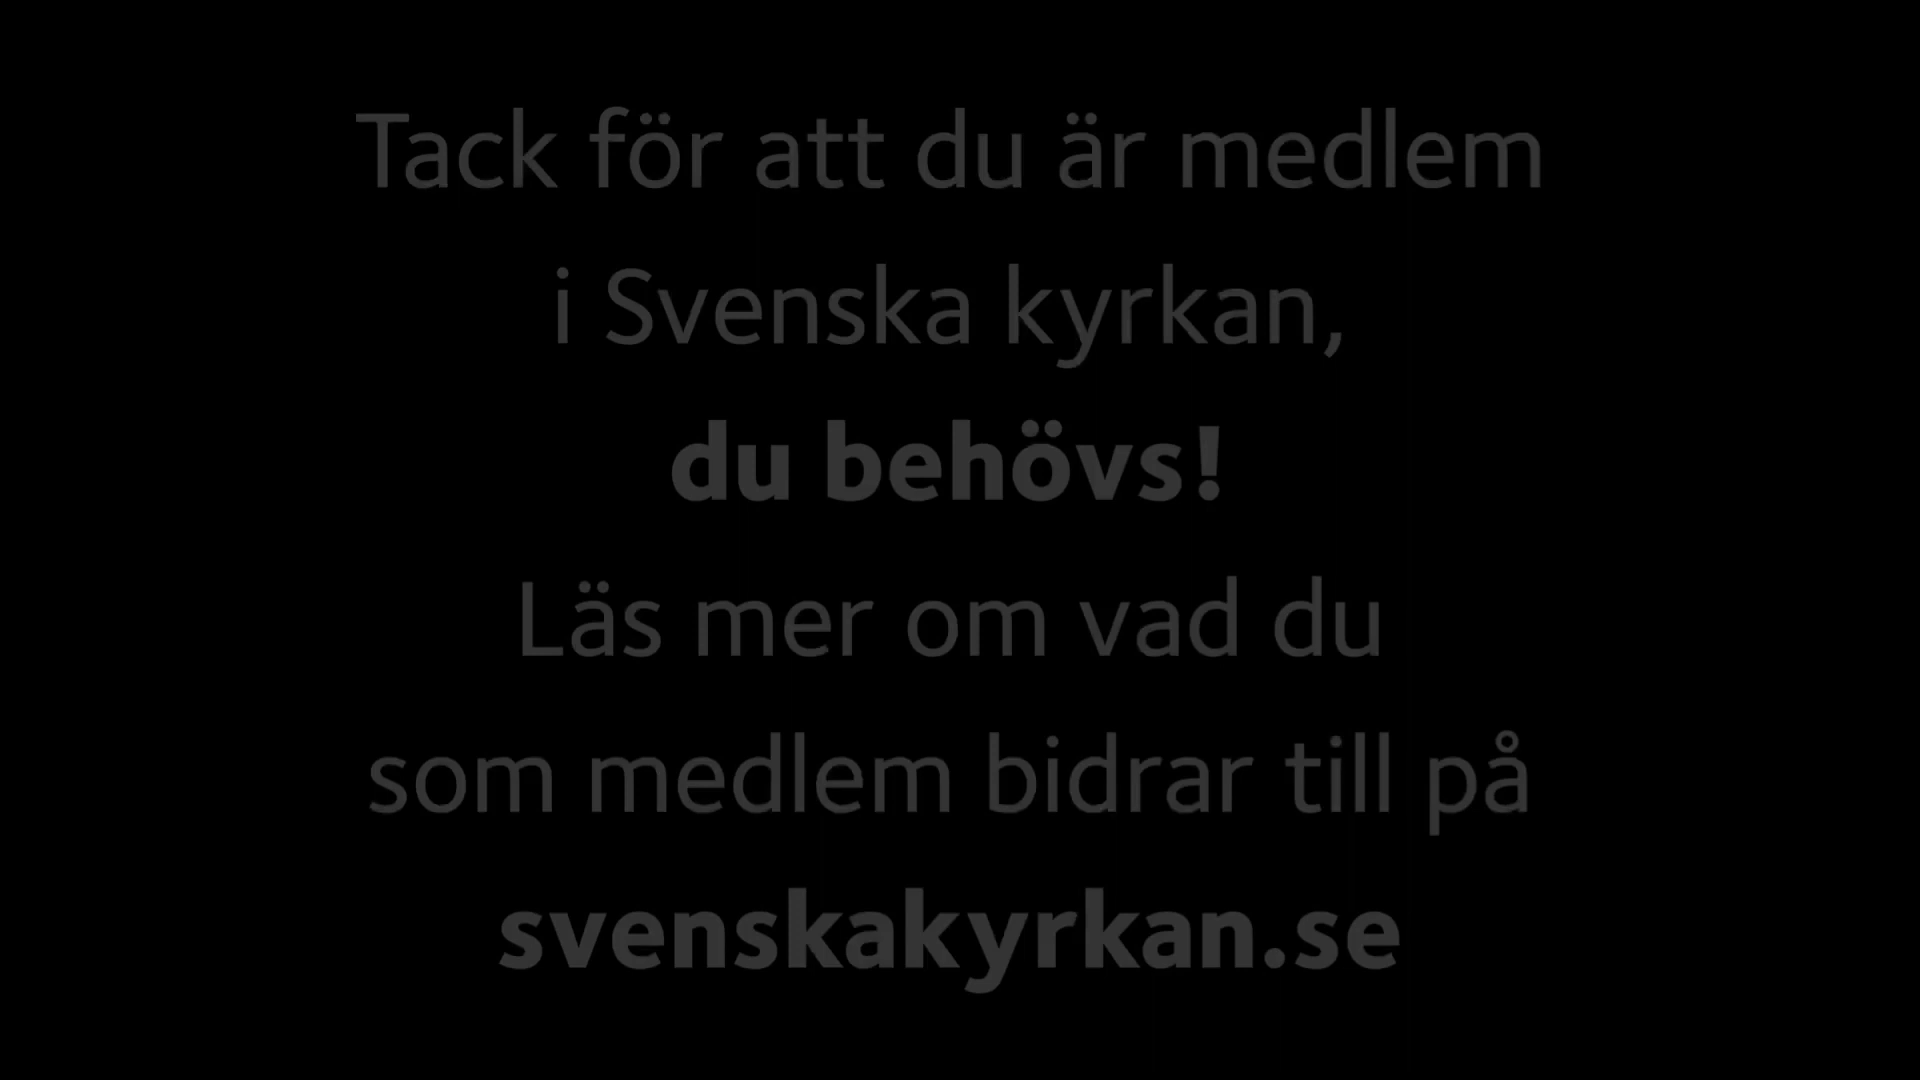 Tack för att du är medlem
i Svenska kyrkan,
du behövs!
Läs mer om vad du
som medlem bidrar till på
svenskakyrkan.se